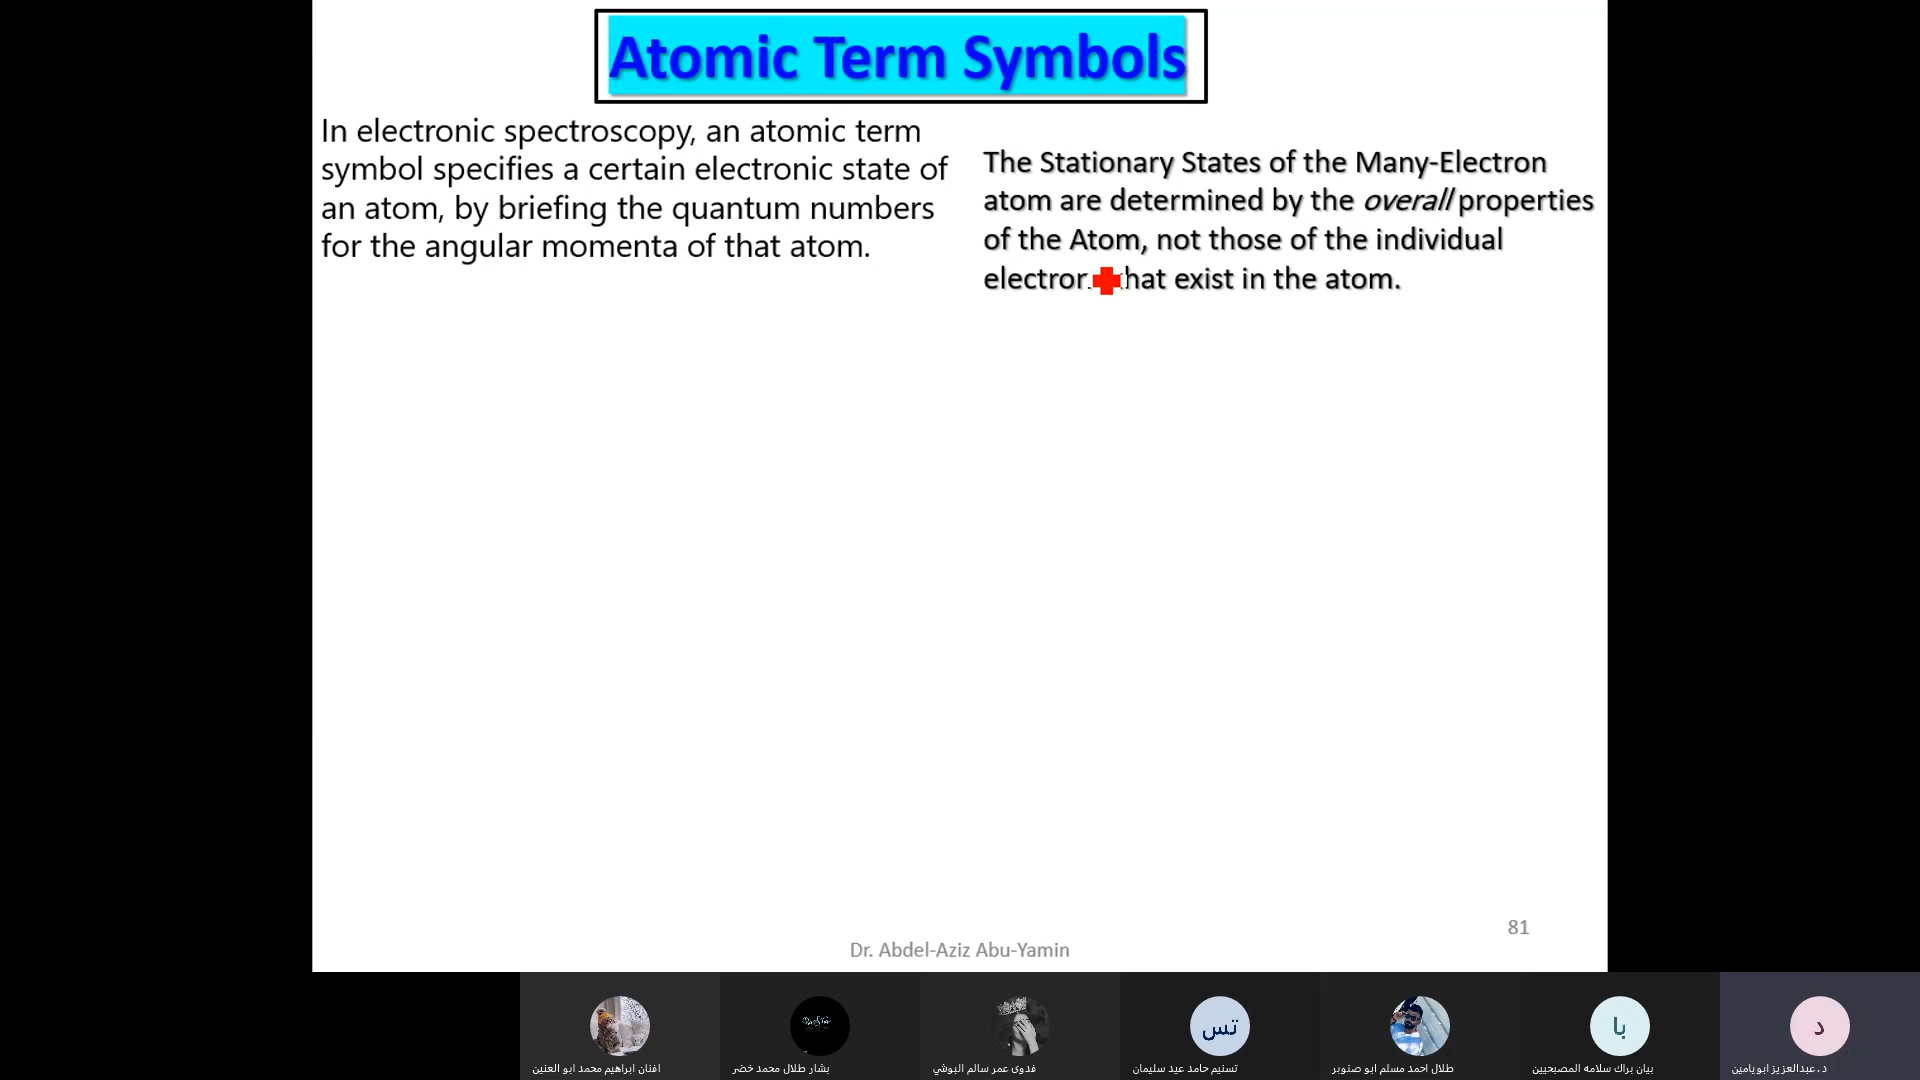 Atomic Term Symbols
In electronic spectroscopy, an atomic term
symbol specifies a certain electronic state of
an atom, by briefing the quantum numbers
for the angular momenta of that atom.
The Stationary States of the Many-Electron
atom are determined by the overall properties
of the Atom, not those of the individual
exist in the atom.
81
Dr. Abdel-Aziz Abu-Yamin
تس
با
د
افنان ابراهيم محمد ابو العنين
بشار طلال محمد خضر
فدوى عمر سالم البوشي
تسنيم حامد عيد سليمان
طلال احمد مسلم ابو صنوبر
بيان براك سلامه المصبحيين
د.عبدالعزيز ابويامين